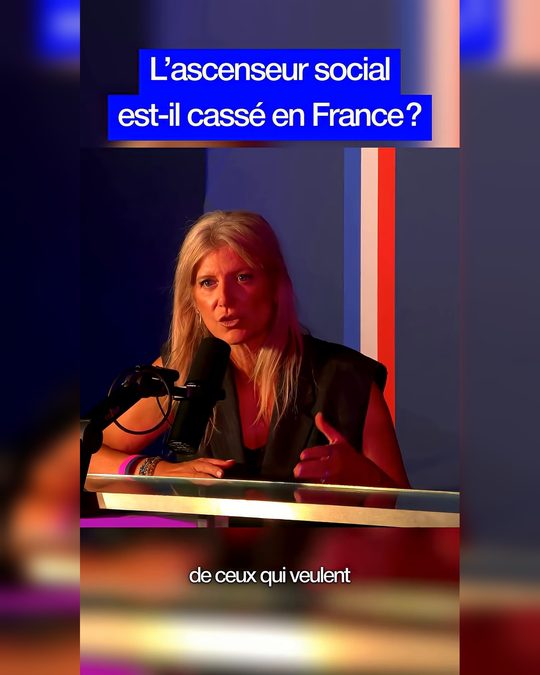 L’ascenseur social
est-il cassé en France ?
de ceux qui veulent